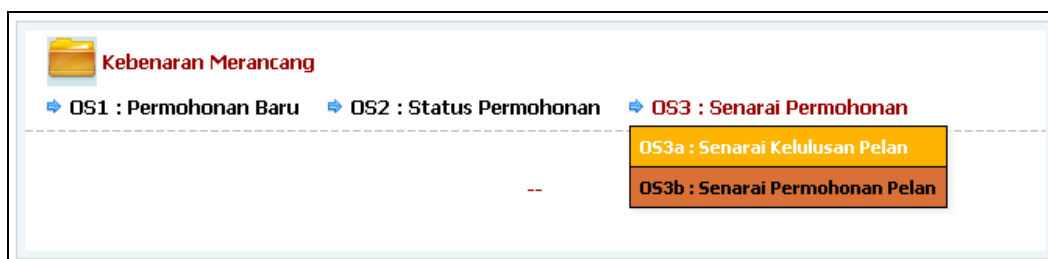 Kebenaran Merancang
OS1 : Permohonan Baru OS2 : Status Permohonan OS3 : Senarai Permohonan
OS3a : Senarai Kelulusan Pelan
--
OS3b : Senarai Permohonan Pelan